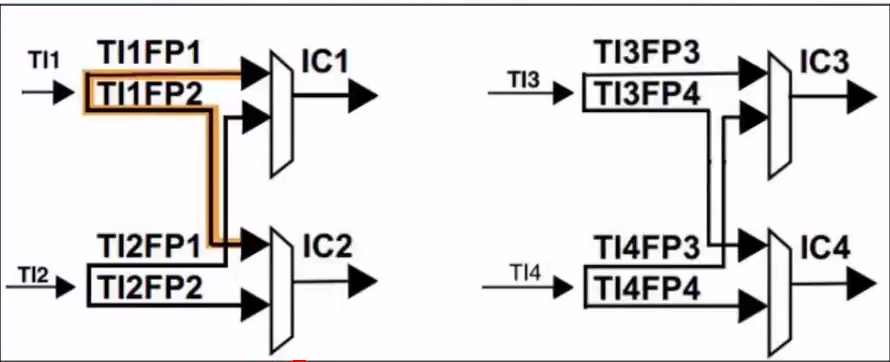 TI1 TI1FP1 IC1
TI1FP2
TI2FP1 IC2
TI2 TI2FP2
TI3FP3 IC3
TI3 TI3FP4
TI4FP3 IC4
TI4 TI4FP4